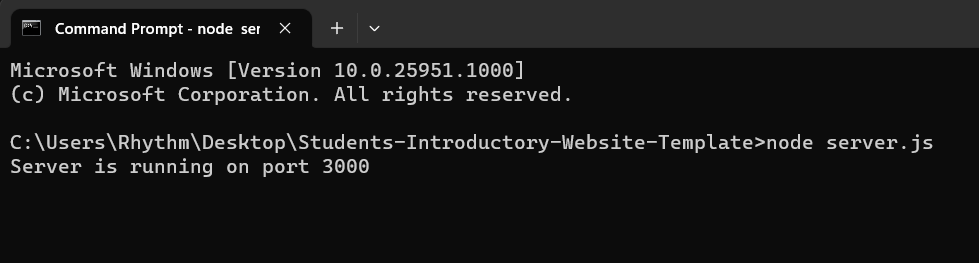 Command Prompt - node ser
Microsoft Windows [Version 10.0.25951.1000]
(c) Microsoft Corporation. All rights reserved.
C:\Users\Rhythm\Desktop\Students-Introductory-Website-Template>node server.js
Server is running on port 3000